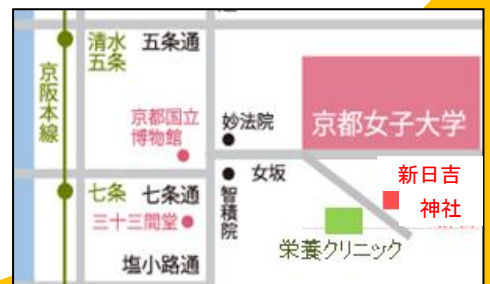 京阪本線
清水
五条
五条通
京都国立
博物館
妙法院
京都女子大学
七条
七条通
三十三間堂
塩小路通
智積院
女坂
新日吉
神社
栄養クリニック